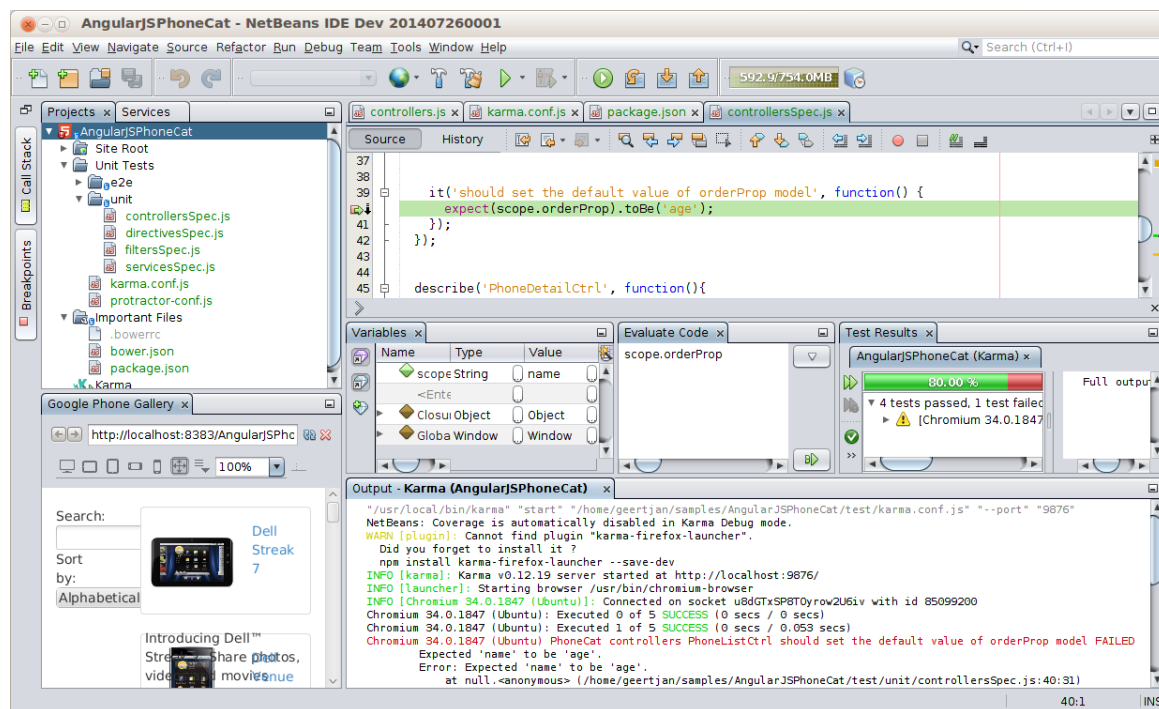 AngularJSPhoneCat - NetBeans IDE Dev 201407260001
File Edit View Navigate Source Refactor Run Debug Team Tools Window Help
Search (Ctrl+I)
592.9/754.0MB
Projects x Services
controllers.js x karma.conf.js x package.json x controllersSpec.js x
Call Stack
Breakpoints
AngularJSPhoneCat
Site Root
Unit Tests
e2e
unit
controllersSpec.js
directivesSpec.js
filtersSpec.js
servicesSpec.js
karma.conf.js
protractor-conf.js
Important Files
.bowerrc
bower.json
package.json
Karma
Source History
37
38
39 it('should set the default value of orderProp model', function() {
expect(scope.orderProp).toBe('age');
41 });
42 });
43
44
45 describe('PhoneDetailCtrl', function(){
Variables x
Name Type Value
scope String name
<Ente
Closu Object Object
Globa Window Window
Evaluate Code x
scope.orderProp
Test Results x
AngularJSPhoneCat (Karma) x
80.00 %
4 tests passed, 1 test failed
[Chromium 34.0.1847
Full output
Google Phone Gallery x
http://localhost:8383/AngularJSPho
100%
Search:
Sort
by:
Alphabetical
Dell
Streak
7
Introducing Dell™
Streak 7. Share photos,
videos and movies
Dell
Venue
Output - Karma (AngularJSPhoneCat) x
"/usr/local/bin/karma" "start" "/home/geertjan/samples/AngularJSPhoneCat/test/karma.conf.js" "--port" "9876"
NetBeans: Coverage is automatically disabled in Karma Debug mode.
WARN [plugin]: Cannot find plugin "karma-firefox-launcher".
Did you forget to install it ?
npm install karma-firefox-launcher --save-dev
INFO [karma]: Karma v0.12.19 server started at http://localhost:9876/
INFO [launcher]: Starting browser /usr/bin/chromium-browser
INFO [Chromium 34.0.1847 (Ubuntu)]: Connected on socket u8dGTxSP8TOyrow2U6iv with id 85099200
Chromium 34.0.1847 (Ubuntu): Executed 0 of 5 SUCCESS (0 secs / 0 secs)
Chromium 34.0.1847 (Ubuntu): Executed 1 of 5 SUCCESS (0 secs / 0.053 secs)
Chromium 34.0.1847 (Ubuntu) PhoneCat controllers PhoneListCtrl should set the default value of orderProp model FAILED
Expected 'name' to be 'age'.
Error: Expected 'name' to be 'age'.
at null.<anonymous> (/home/geertjan/samples/AngularJSPhoneCat/test/unit/controllersSpec.js:40:31)
40:1 INS